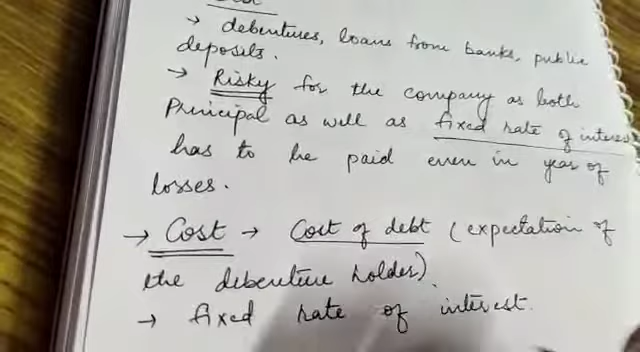 → debentures, loans from banks, public
deposits.
→ Risky for the company as both
Principal as well as fixed rate of interest
has to be paid even in year of
losses.
→ Cost → Cost of debt (expectation of
the debenture holder).
→ fixed rate of interest.